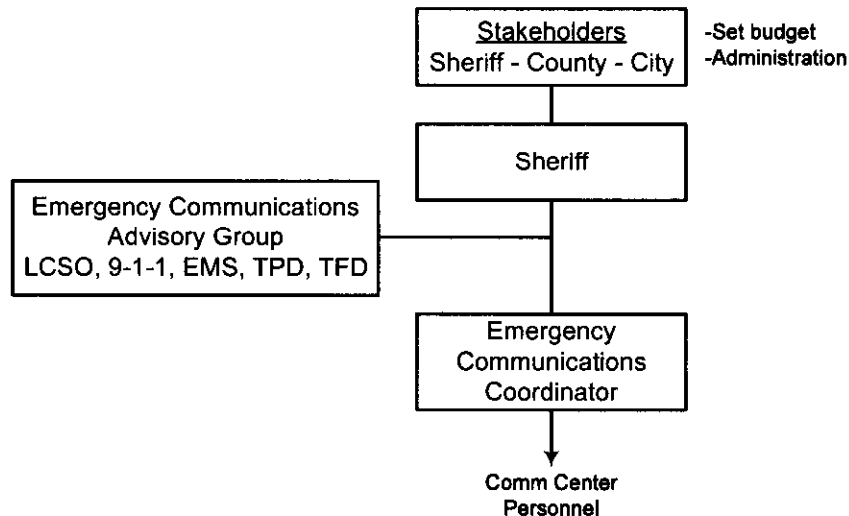 Stakeholders
Sheriff - County - City
-Set budget
-Administration
Sheriff
Emergency Communications
Advisory Group
LCSO, 9-1-1, EMS, TPD, TFD
Emergency
Communications
Coordinator
Comm Center
Personnel